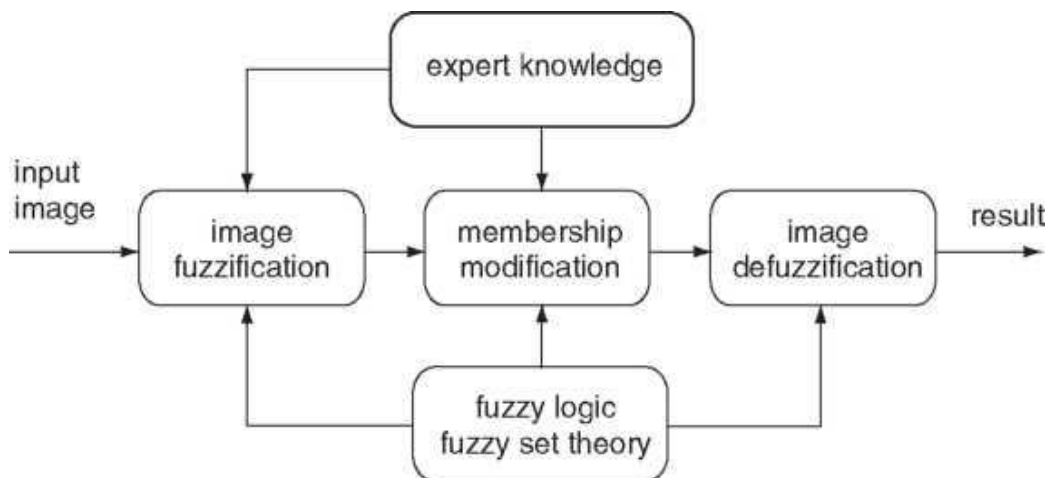 expert knowledge
input
image
image
fuzzification
membership
modification
image
defuzzification
result
fuzzy logic
fuzzy set theory